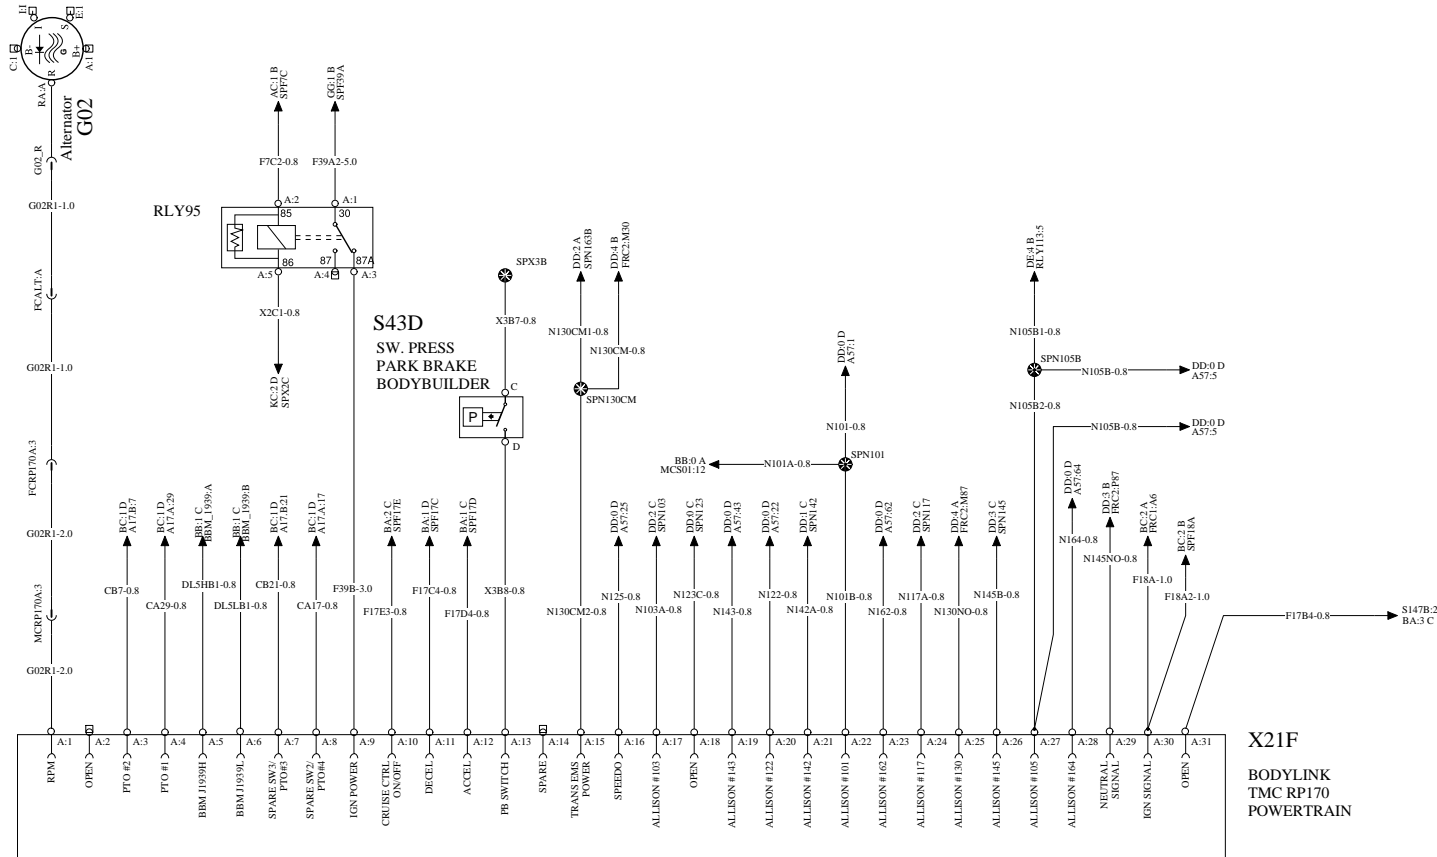 I:1
E:1
C:1
A:1
I
S
B-
B+
G
R
RA:A
Alternator
G02
G02_R
G02R1-1.0
FCALT:A
G02R1-1.0
FCRP170A:3
G02R1-2.0
MCRP170A:3
G02R1-2.0
AC:1 B
SPF7C
GG:1 B
SPF39A
F7C2-0.8
F39A2-5.0
RLY95
A:2
A:1
85
30
86
87
87A
A:5
A:4
A:3
X2C1-0.8
KC:2 D
SPX2C
S43D
SW. PRESS
PARK BRAKE
BODYBUILDER
SPX3B
X3B7-0.8
C
P
D
X3B8-0.8
DD:2 A
SPN163B
DD:4 B
FRC2:M30
N130CM1-0.8
N130CM-0.8
SPN130CM
N130CM2-0.8
DD:0 D
A57:1
N101-0.8
BB:0 A
MCS01:12
N101A-0.8
SPN101
N101B-0.8
DE:4 B
RLY113:5
N105B1-0.8
SPN105B
N105B-0.8
DD:0 D
A57:5
N105B2-0.8
N105B-0.8
DD:0 D
A57:5
BC:1 D
A17.B:7
BC:1 D
A17.A:29
BB:1 C
BBM_1939:A
BB:1 C
BBM_1939:B
BC:1 D
A17.B:21
BC:1 D
A17.A:17
BA:2 C
SPF17E
BA:1 D
SPF17C
BA:1 C
SPF17D
DD:0 D
A57:25
DD:2 C
SPN103
DD:0 C
SPN123
DD:0 D
A57:43
DD:0 D
A57:22
DD:1 C
SPN142
DD:0 D
A57:62
DD:2 C
SPN117
DD:4 A
FRC2:M87
DD:3 C
SPN145
DD:0 D
A57:64
DD:3 B
FRC2:P87
BC:2 A
FRC1:A6
BC:2 B
SPF18A
CB7-0.8
CA29-0.8
DL5HB1-0.8
DL5LB1-0.8
CB21-0.8
CA17-0.8
F39B-3.0
F17E3-0.8
F17C4-0.8
F17D4-0.8
N125-0.8
N103A-0.8
N123C-0.8
N143-0.8
N122-0.8
N142A-0.8
N162-0.8
N117A-0.8
N130NO-0.8
N145B-0.8
N164-0.8
N145NO-0.8
F18A-1.0
F18A2-1.0
F17B4-0.8
S147B:2
BA:3 C
A:1
A:2
A:3
A:4
A:5
A:6
A:7
A:8
A:9
A:10
A:11
A:12
A:13
A:14
A:15
A:16
A:17
A:18
A:19
A:20
A:21
A:22
A:23
A:24
A:25
A:26
A:27
A:28
A:29
A:30
A:31
RPM
OPEN
PTO #2
PTO #1
BBM J1939H
BBM J1939L
SPARE SW3/
PTO#3
SPARE SW2/
PTO#4
IGN POWER
CRUISE CTRL
ON/OFF
DECEL
ACCEL
PB SWITCH
SPARE
TRANS EMS
POWER
SPEEDO
ALLISON #103
OPEN
ALLISON #143
ALLISON #122
ALLISON #142
ALLISON #101
ALLISON #162
ALLISON #117
ALLISON #130
ALLISON #145
ALLISON #105
ALLISON #164
NEUTRAL
SIGNAL
IGN SIGNAL
OPEN
X21F
BODYLINK
TMC RP170
POWERTRAIN